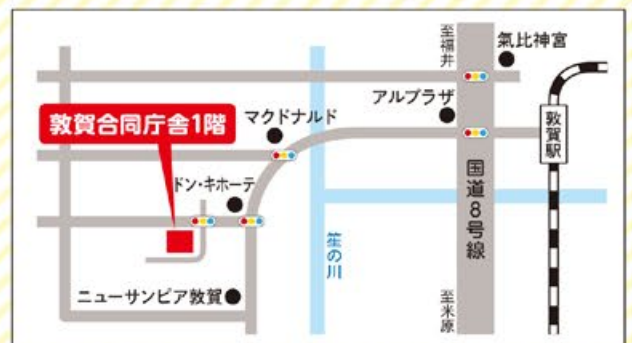 至福井
氣比神宮
アルプラザ
マクドナルド
敦賀駅
敦賀合同庁舎1階
ドン・キホーテ
国道8号線
笙の川
ニューサンピア敦賀
至米原